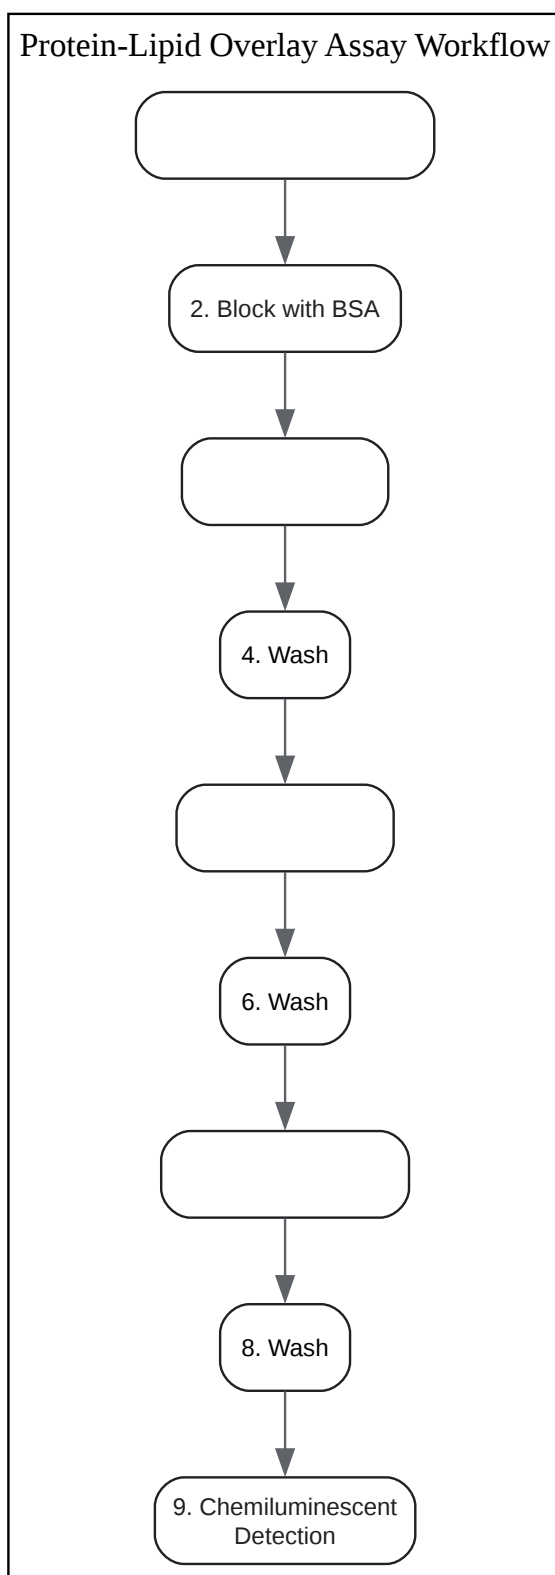 Protein-Lipid Overlay Assay Workflow
2. Block with BSA
4. Wash
6. Wash
8. Wash
9. Chemiluminescent
Detection